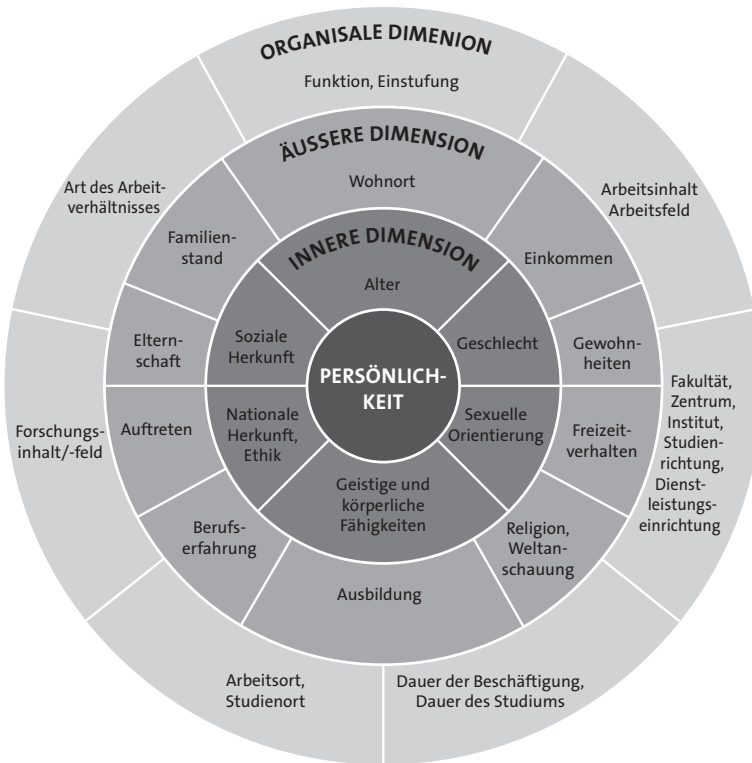 ORGANISALE DIMENION
Funktion, Einstufung
Arbeitsinhalt
Arbeitsfeld
Fakultät,
Zentrum,
Institut,
Studien-
richtung,
Dienst-
leistungs-
einrichtung
Dauer der Beschäftigung,
Dauer des Studiums
Arbeitsort,
Studienort
Forschungs-
inhalt/-feld
Art des Arbeit-
verhältnisses
ÄUSSERE DIMENSION
Wohnort
Einkommen
Gewohn-
heiten
Freizeit-
verhalten
Religion,
Weltan-
schauung
Ausbildung
Berufs-
erfahrung
Auftreten
Eltern-
schaft
Familien-
stand
INNERE DIMENSION
Alter
Geschlecht
Sexuelle
Orientierung
Geistige und
körperliche
Fähigkeiten
Nationale
Herkunft,
Ethik
Soziale
Herkunft
PERSÖNLICH-
KEIT